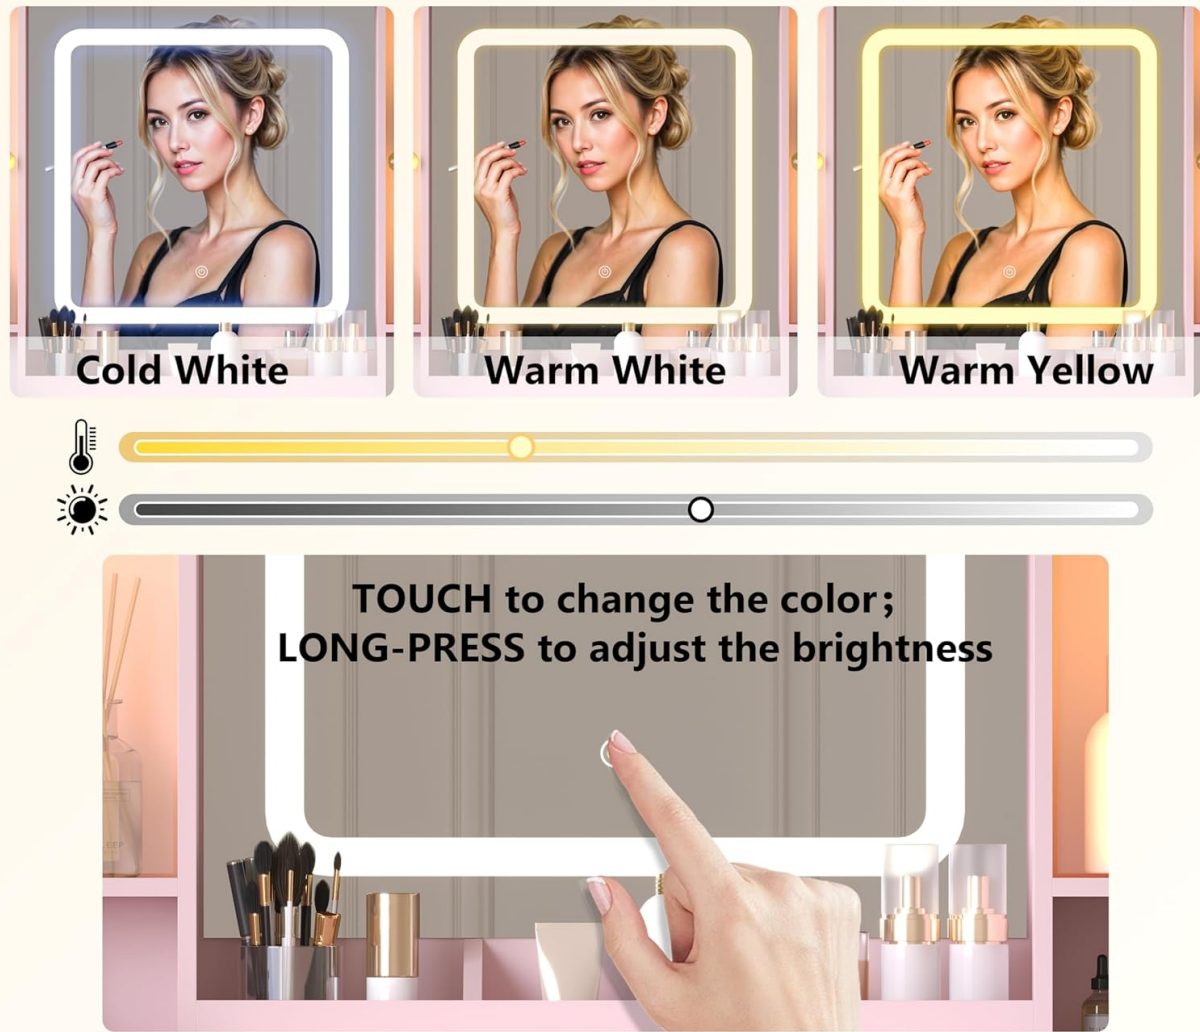 Cold White
Warm White
Warm Yellow
TOUCH to change the color;
LONG-PRESS to adjust the brightness